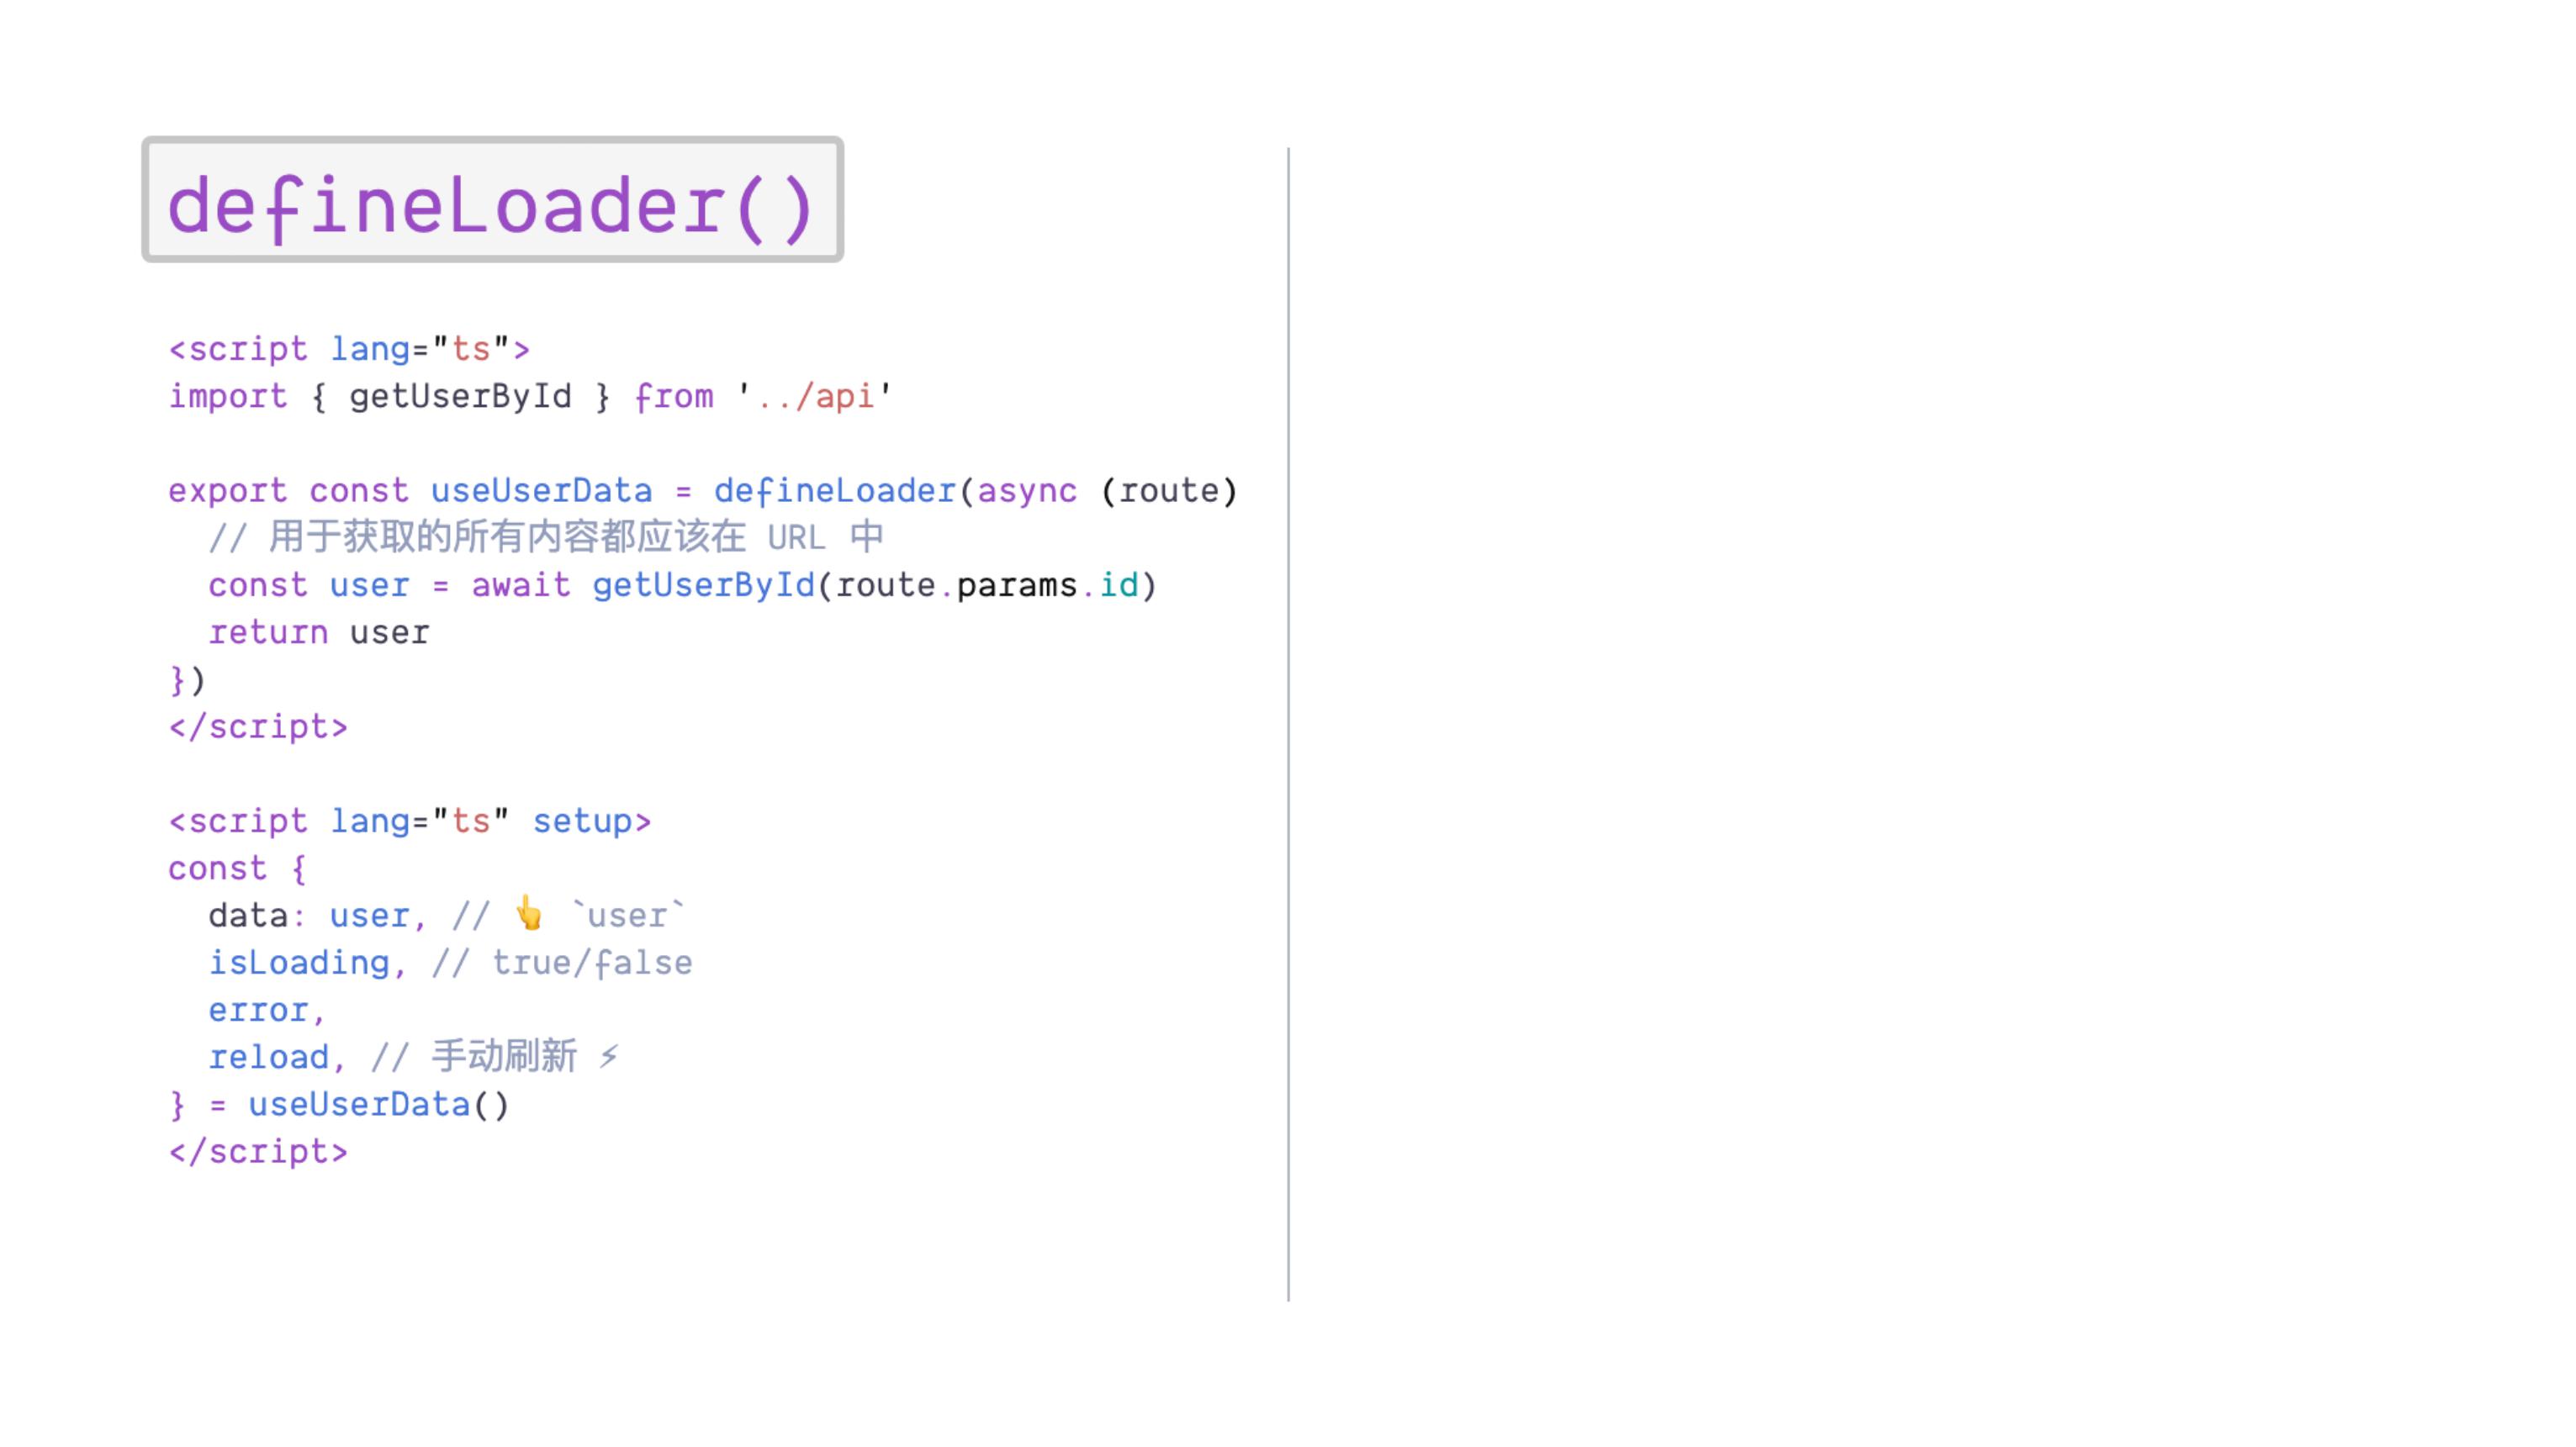 defineLoader()
<script lang="ts">
import { getUserById } from '../api'
export const useUserData = defineLoader(async (route)
// 用于获取的所有内容都应该在 URL 中
const user = await getUserById(route.params.id)
return user
})
</script>
<script lang="ts" setup>
const {
data: user, // 👆 `user`
isLoading, // true/false
error,
reload, // 手动刷新 ⚡
} = useUserData()
</script>